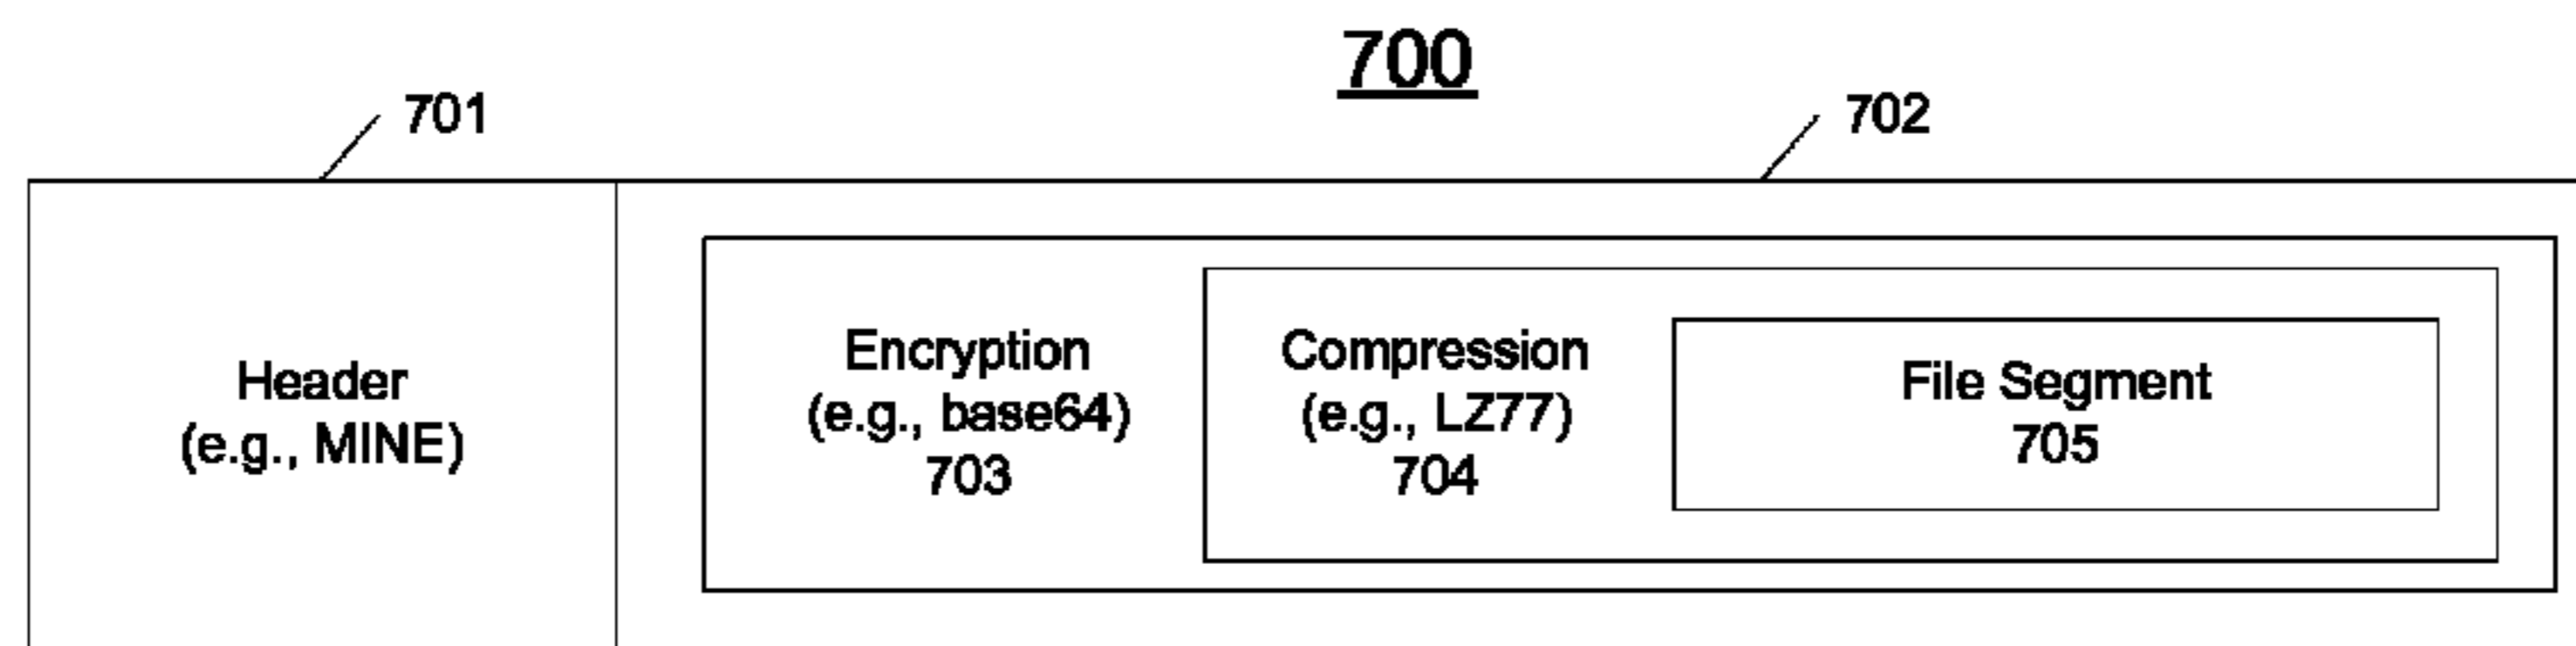 700
701
702
Header
(e.g., MINE)
Encryption
(e.g., base64)
703
Compression
(e.g., LZ77)
704
File Segment
705